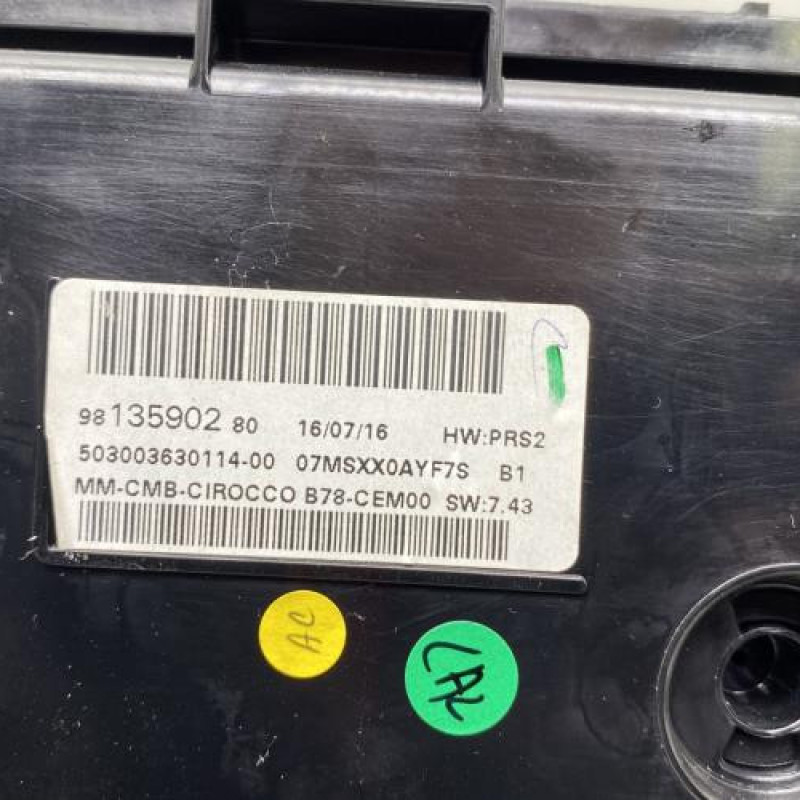 98 135902 80 16/07/16 HW:PRS2
503003630114-00 07MSXX0AYF7S B1
MM-CMB-CIROCCO B78-CEM00 SW:7.43
AC